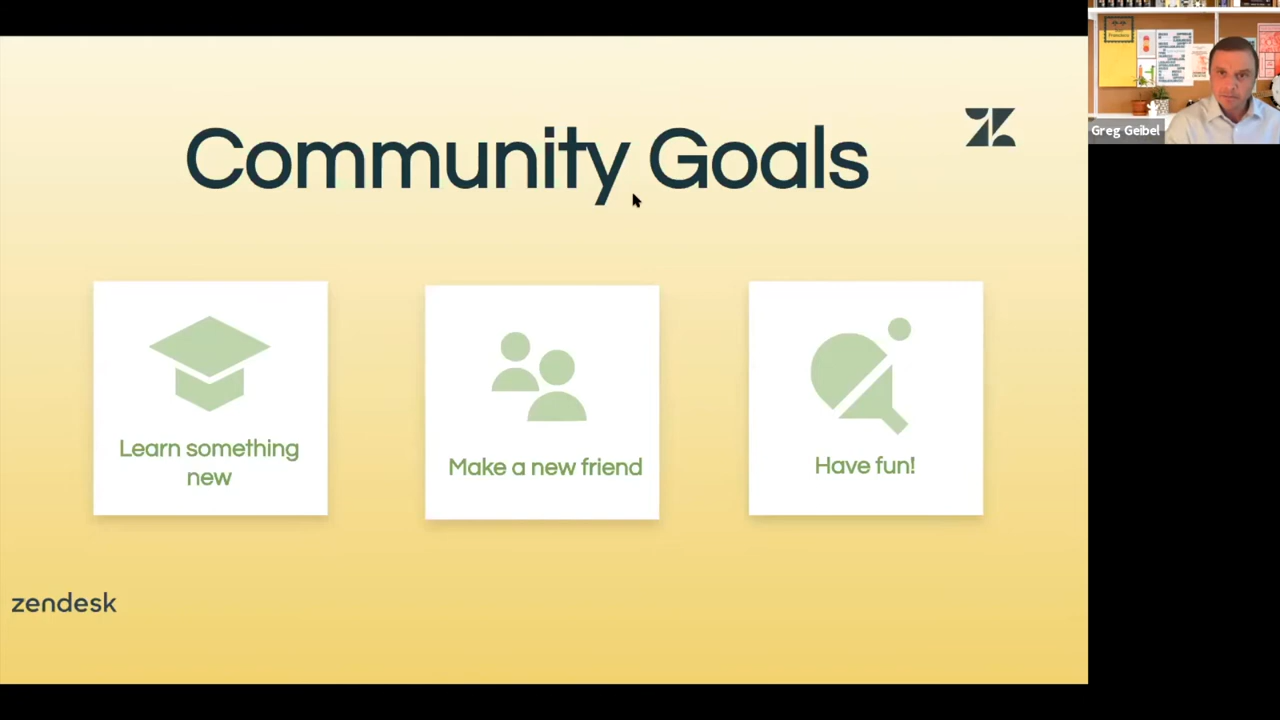 Community Goals
Greg Geibel
Learn something
new
Make a new friend
Have fun!
zendesk